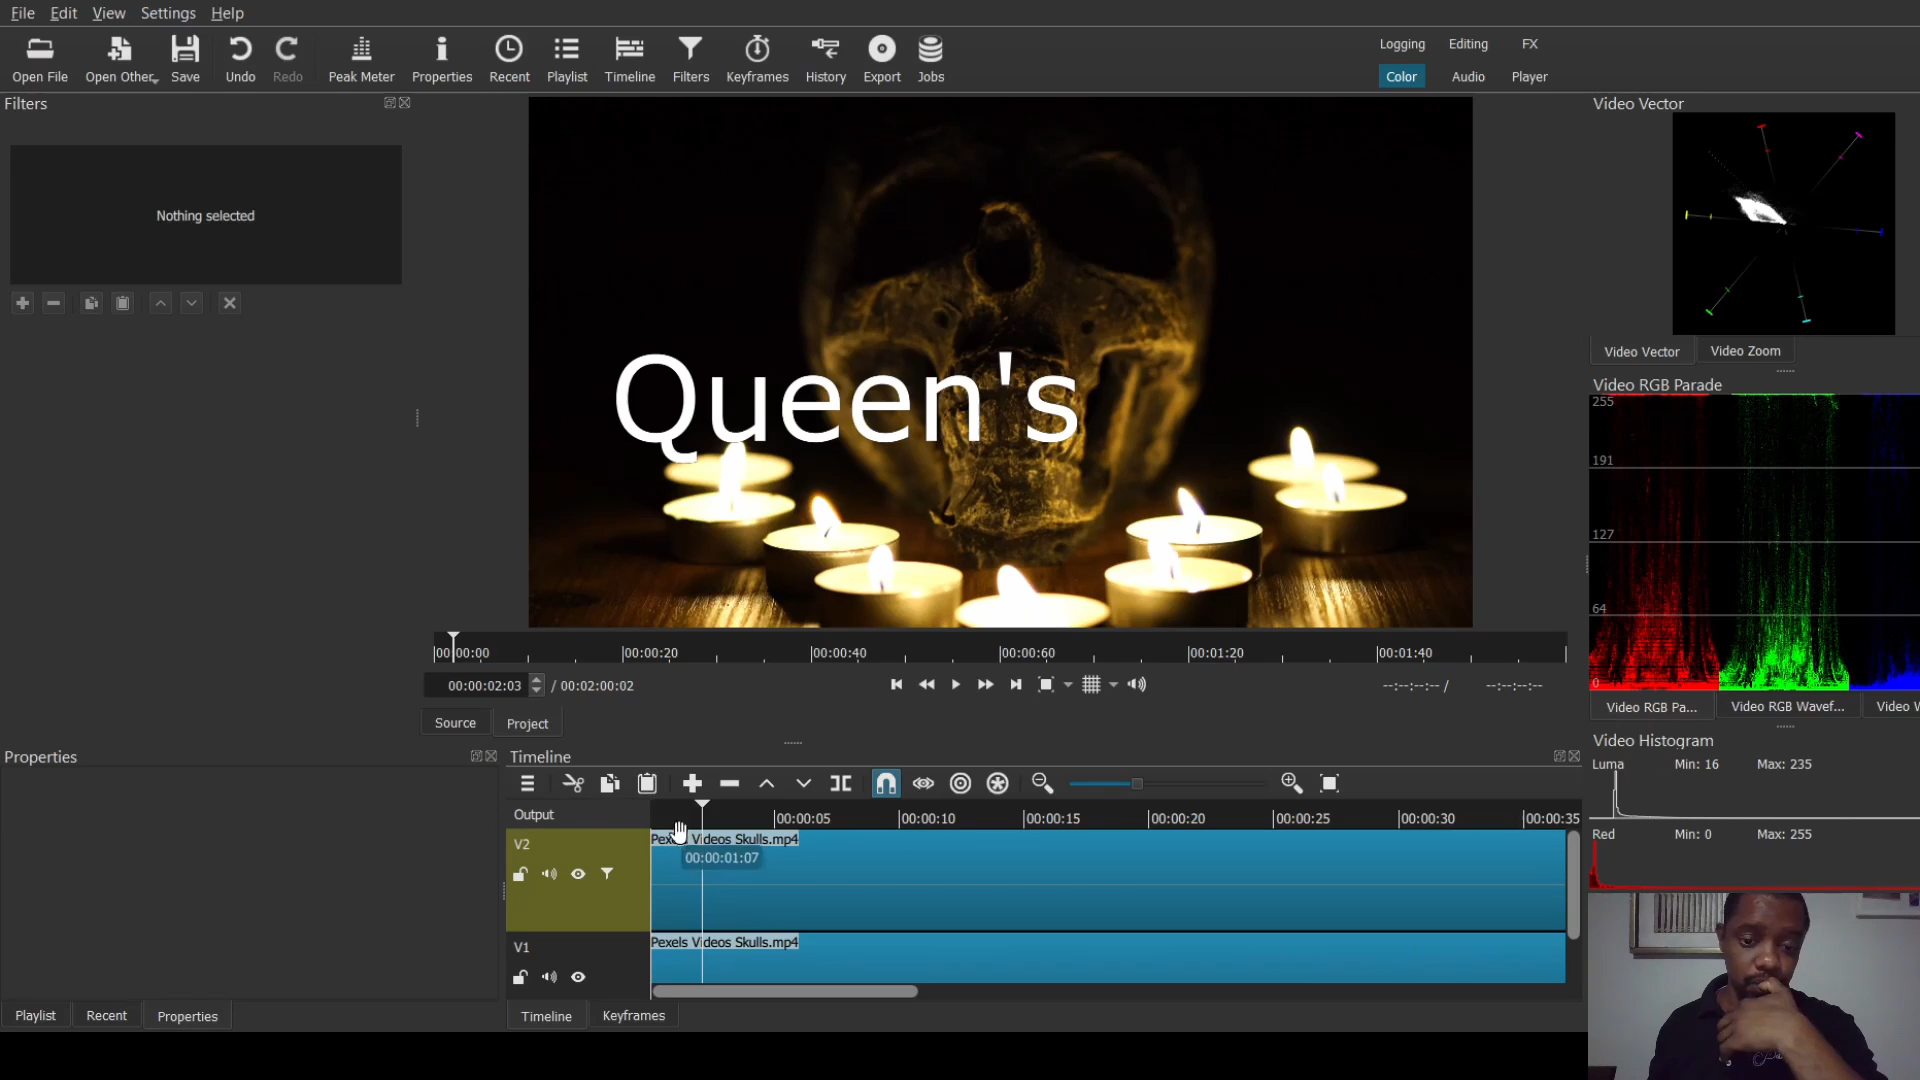 File Edit View Settings Help
Open File Open Other... Save Undo Redo Peak Meter Properties Recent Playlist Timeline Filters Keyframes History Export Jobs
Logging Editing FX
Color Audio Player
Filters
Nothing selected
Queen's
Video Vector
Video Vector Video Zoom
Video RGB Parade
255
191
127
64
0
Video RGB Pa... Video RGB Wavef... Video W
00:00:00 00:00:20 00:00:40 00:00:60 00:01:20 00:01:40
00:00:02:03 / 00:02:00:02 --:--:--:-- / --:--:--:--
Source Project
Video Histogram
Luma Min: 16 Max: 235
Red Min: 0 Max: 255
Properties
Timeline
Output 00:00:05 00:00:10 00:00:15 00:00:20 00:00:25 00:00:30 00:00:35
V2 Pexels Videos Skulls.mp4
00:00:01:07
V1 Pexels Videos Skulls.mp4
Playlist Recent Properties
Timeline Keyframes